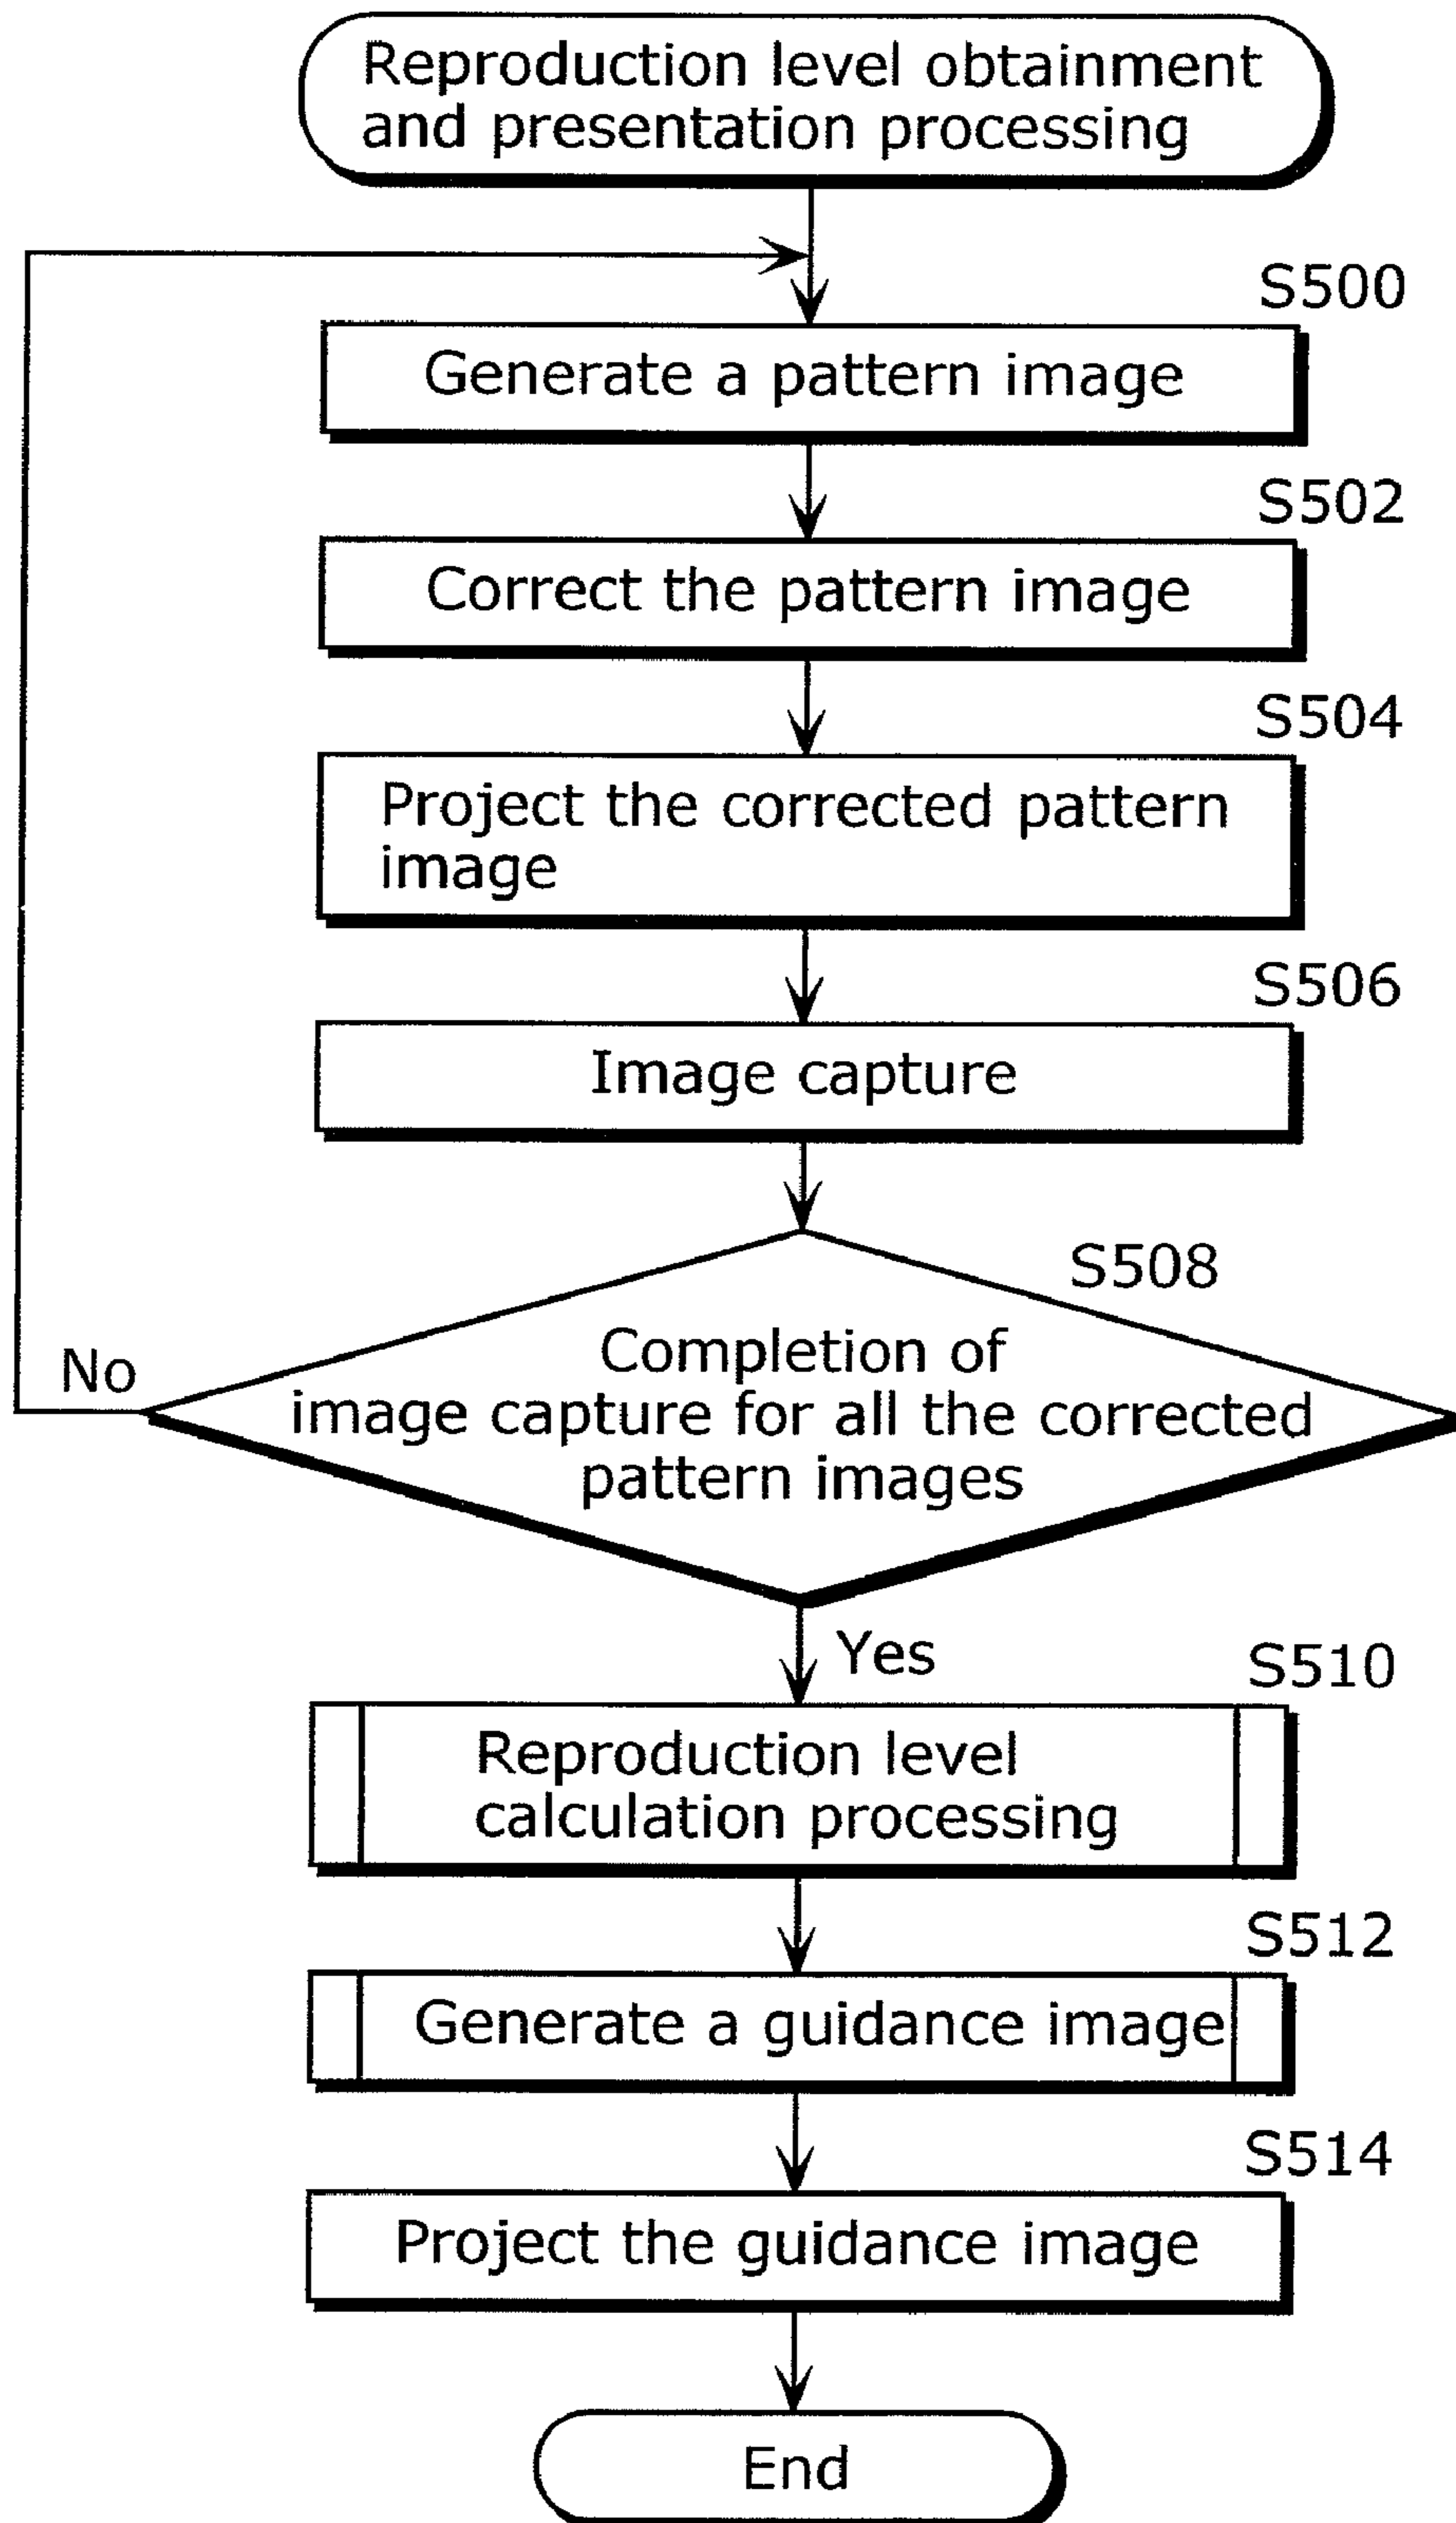 Reproduction level obtainment
and presentation processing
S500
Generate a pattern image
S502
Correct the pattern image
S504
Project the corrected pattern
image
S506
Image capture
S508
Completion of
image capture for all the corrected
pattern images
No
Yes
S510
Reproduction level
calculation processing
S512
Generate a guidance image
S514
Project the guidance image
End